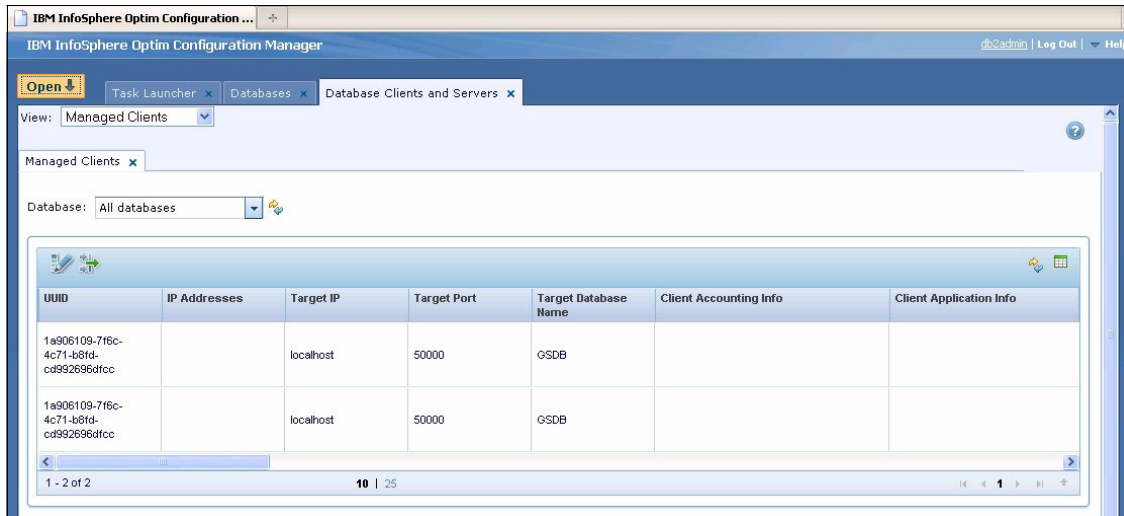 IBM InfoSphere Optim Configuration ...
IBM InfoSphere Optim Configuration Manager
db2admin | Log Out | Help
Open
Task Launcher x
Databases x
Database Clients and Servers x
View: Managed Clients
?
Managed Clients x
Database: All databases
UUID IP Addresses Target IP Target Port Target Database Name Client Accounting Info Client Application Info
1a906109-7f6c-
4c71-b8fd-
cd992696dfcc
localhost 50000 GSDB
1a906109-7f6c-
4c71-b8fd-
cd992696dfcc
localhost 50000 GSDB
1 - 2 of 2 10 | 25 1